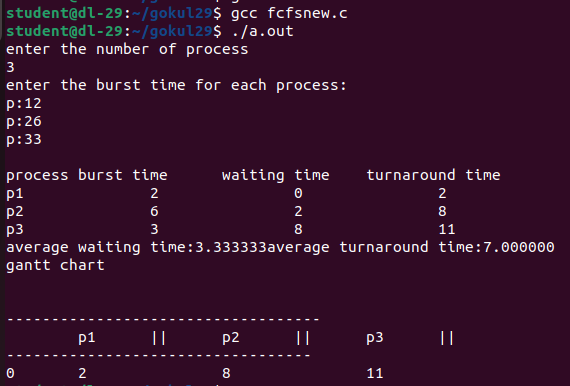 student@dl-29:~/gokul29$ gcc fcfsnew.c
student@dl-29:~/gokul29$ ./a.out
enter the number of process
3
enter the burst time for each process:
p:12
p:26
p:33
process burst time      waiting time    turnaround time
p1              2               0               2
p2              6               2               8
p3              3               8               11
average waiting time:3.333333average turnaround time:7.000000
gantt chart
-----------------------------------
        p1      ||      p2      ||      p3      ||
----------------------------------
0       2               8               11